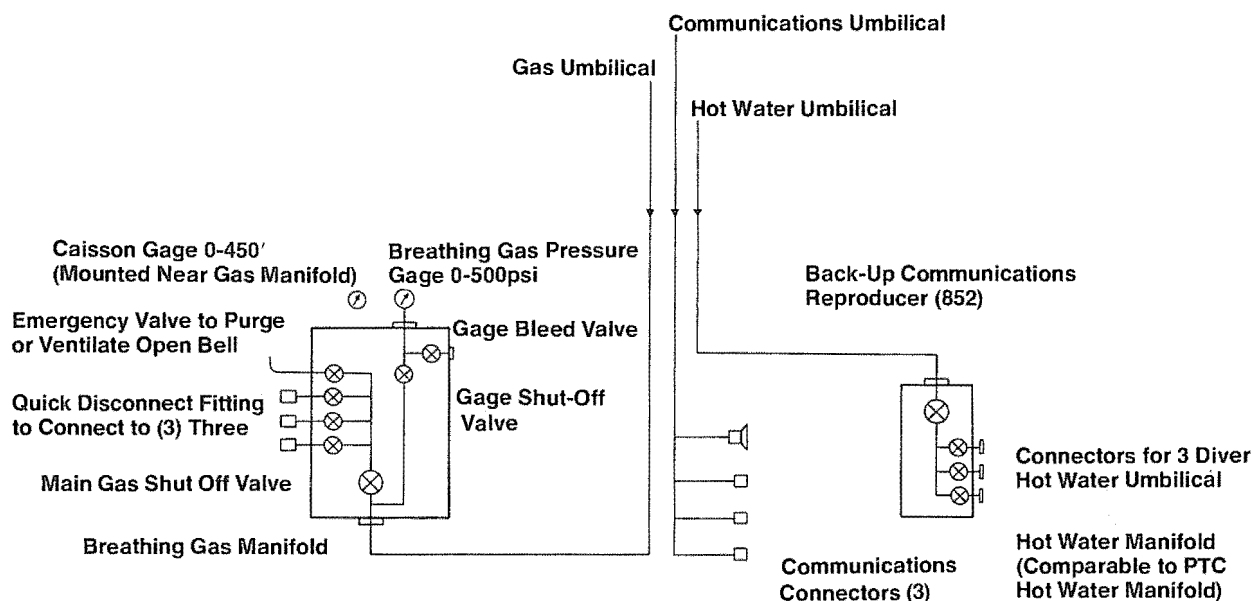 Communications Umbilical
Gas Umbilical
Hot Water Umbilical
Caisson Gage 0-450′
(Mounted Near Gas Manifold)
Breathing Gas Pressure
Gage 0-500psi
Back-Up Communications
Reproducer (852)
Emergency Valve to Purge
or Ventilate Open Bell
Gage Bleed Valve
Quick Disconnect Fitting
to Connect to (3) Three
Gage Shut-Off
Valve
Main Gas Shut Off Valve
Connectors for 3 Diver
Hot Water Umbilical
Breathing Gas Manifold
Communications
Connectors (3)
Hot Water Manifold
(Comparable to PTC
Hot Water Manifold)